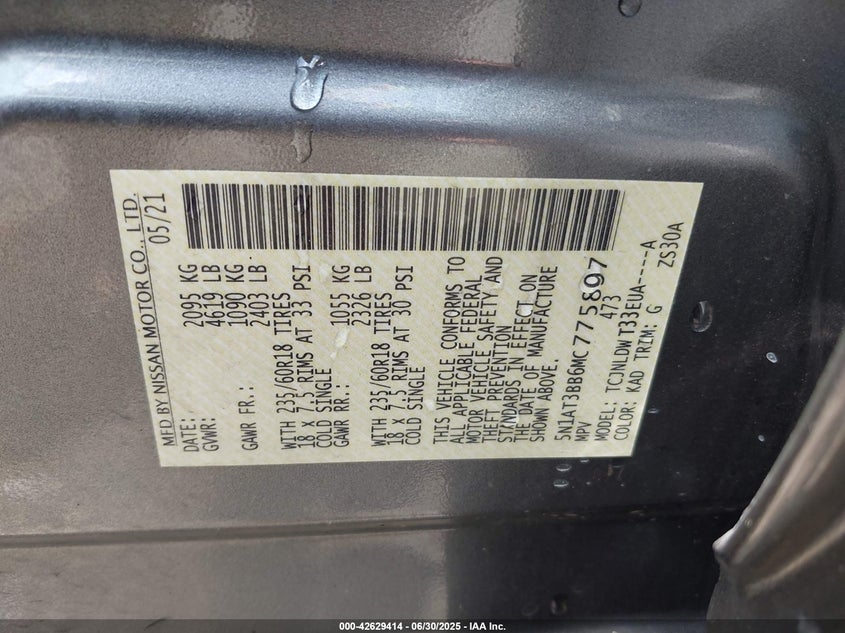 MFD BY NISSAN MOTOR CO., LTD.
DATE: 05/21
GVWR: 2095 KG
4619 LB
GAWR FR.: 1090 KG
2403 LB
WITH 235/60R18 TIRES
18 X 7.5 RIMS AT 33 PSI
COLD SINGLE
GAWR RR.: 1055 KG
2326 LB
WITH 235/60R18 TIRES
18 X 7.5 RIMS AT 30 PSI
COLD SINGLE
THIS VEHICLE CONFORMS TO
ALL APPLICABLE FEDERAL
MOTOR VEHICLE SAFETY AND
THEFT PREVENTION
STANDARDS IN EFFECT ON
THE DATE OF MANUFACTURE
SHOWN ABOVE.
5N1AT3BB6MC775897
MPV 473
MODEL: TCJNLDWT33EUA----A
COLOR: KAD TRIM: G ZS30A
000-42629414 - 06/30/2025 - IAA Inc.